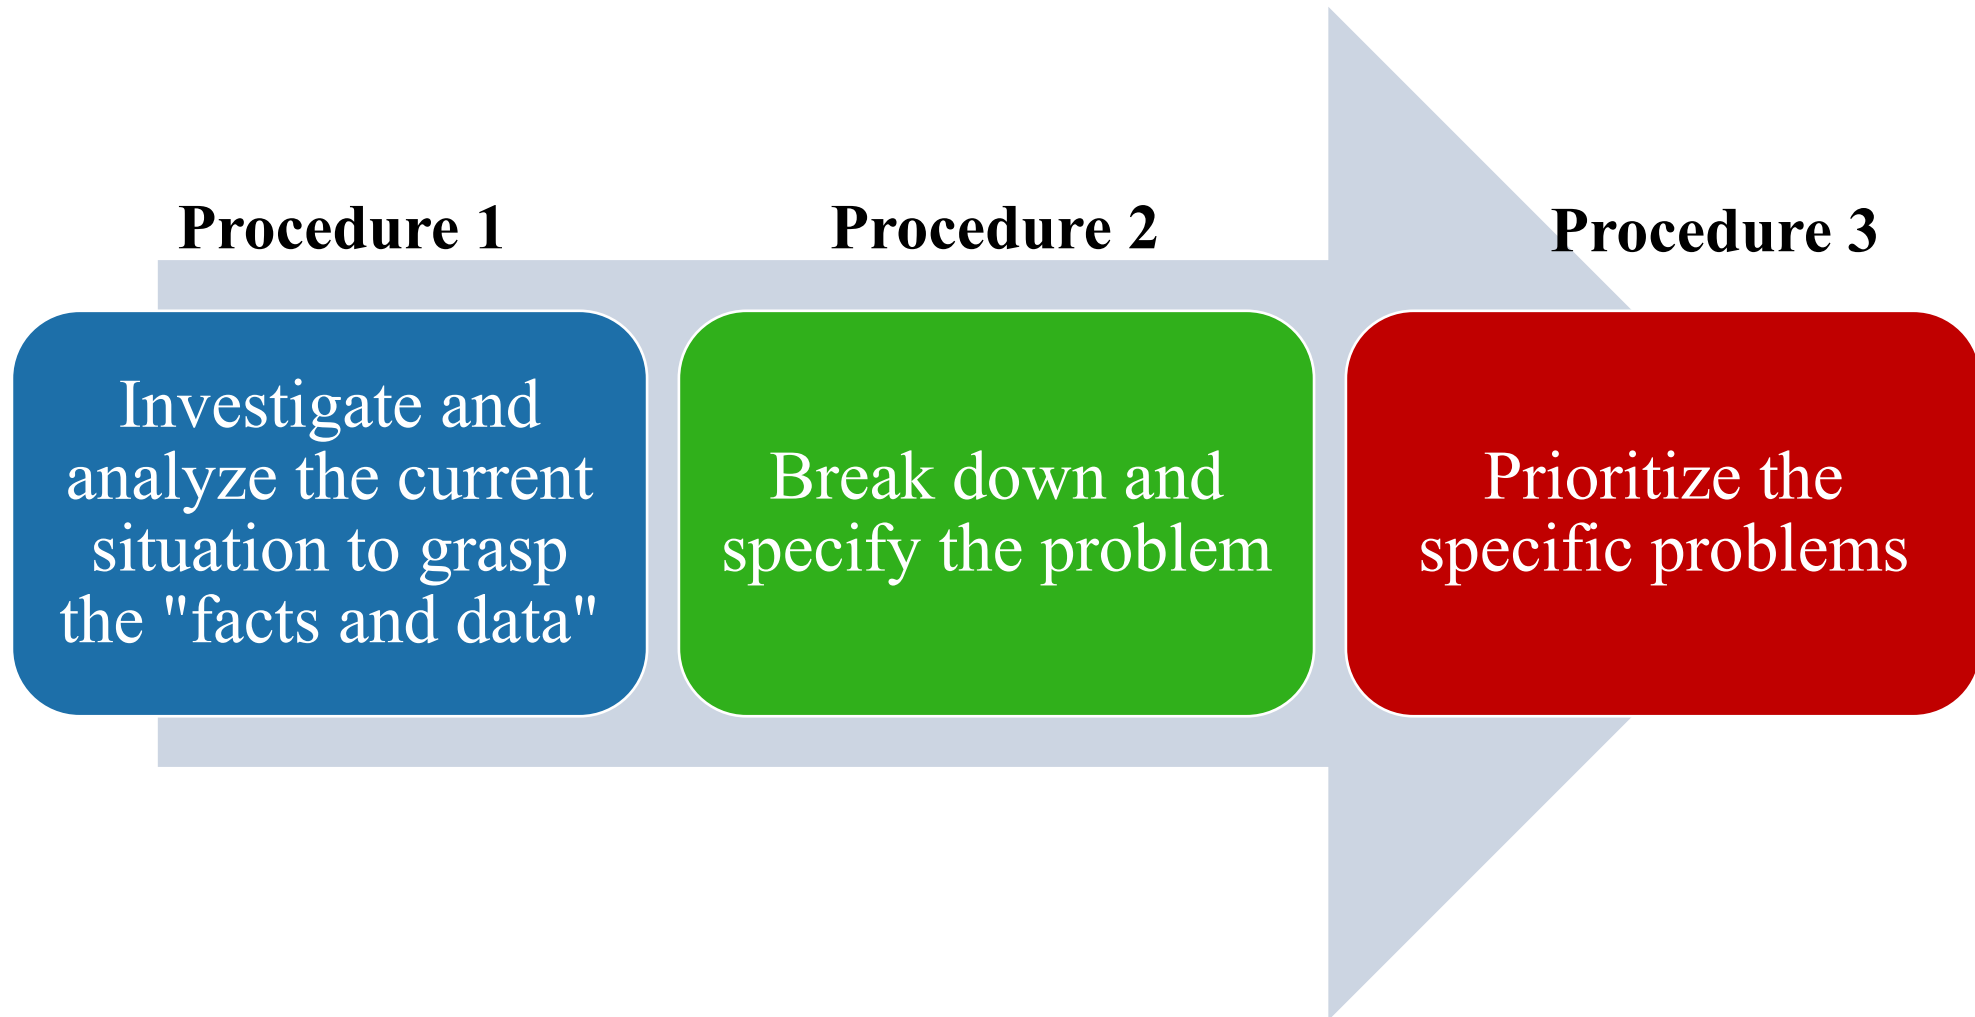 Procedure 1
Investigate and
analyze the current
situation to grasp
the "facts and data"
Procedure 2
Break down and
specify the problem
Procedure 3
Prioritize the
specific problems